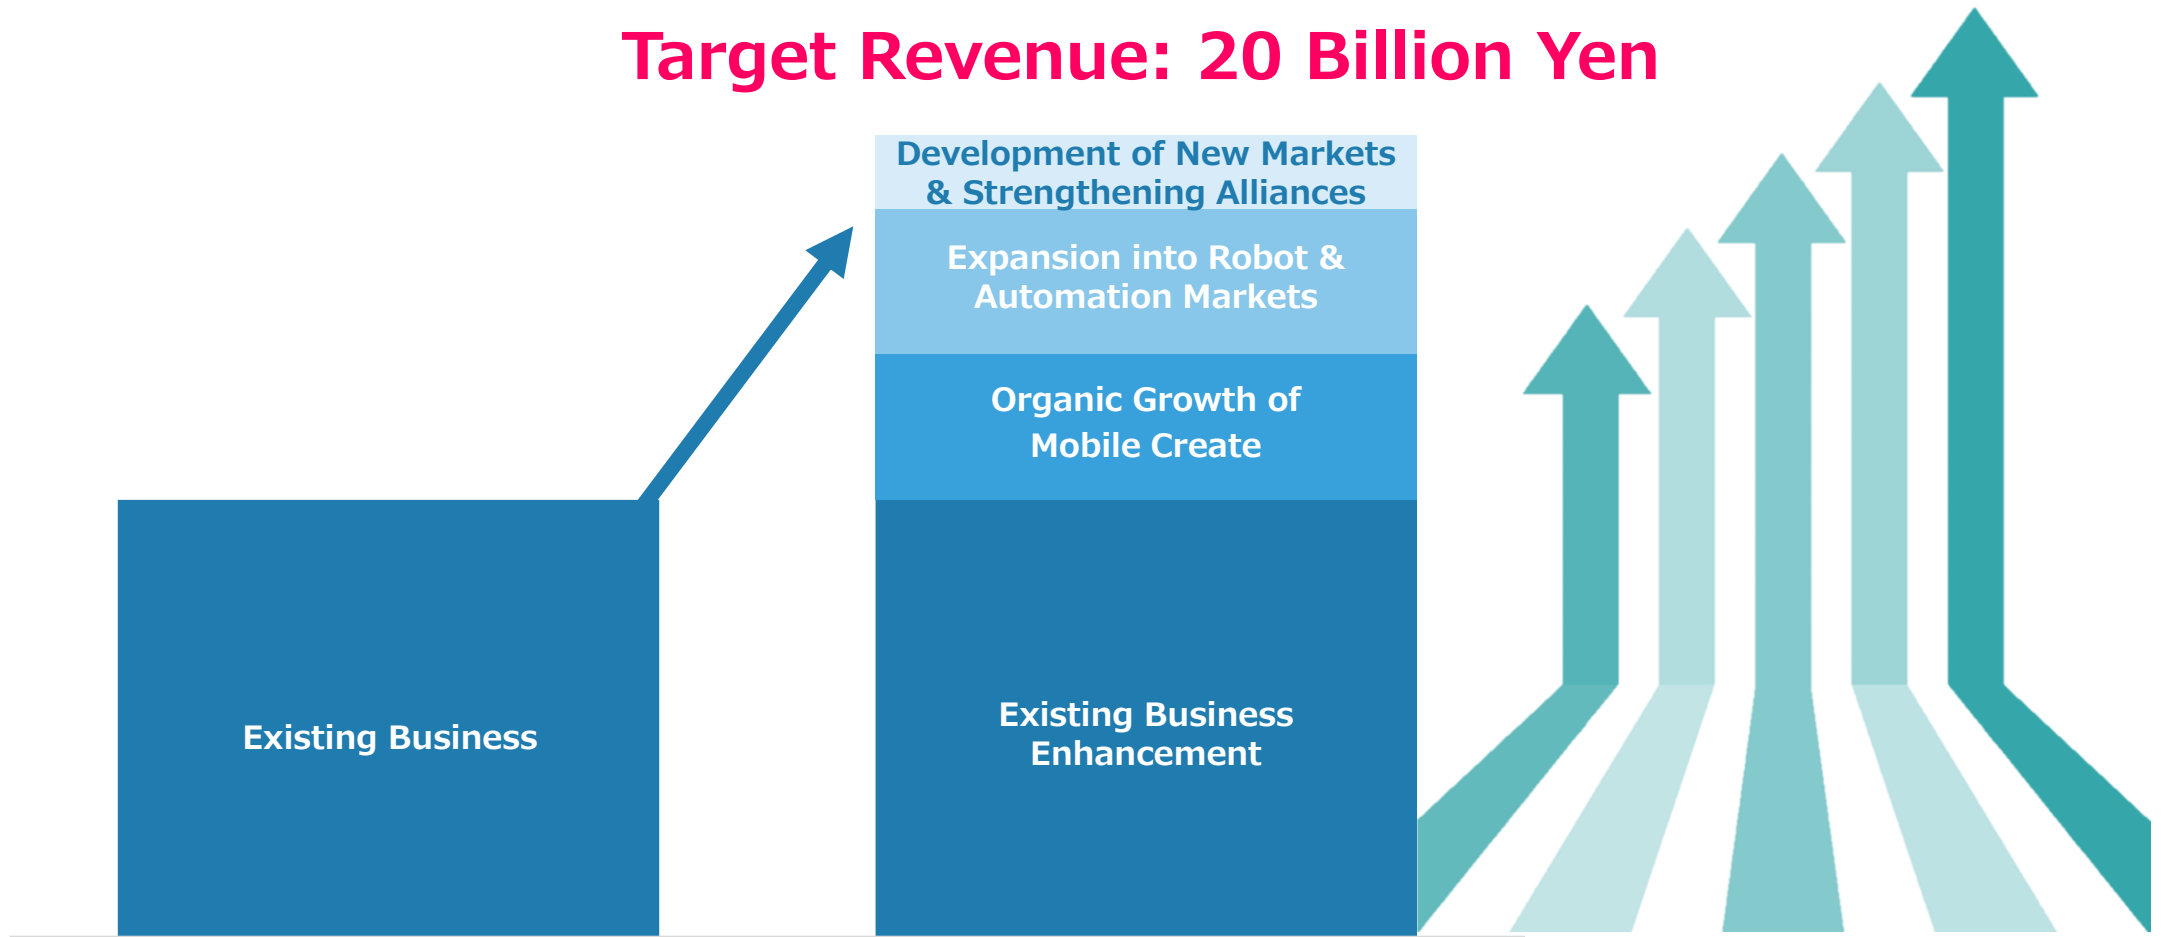 Target Revenue: 20 Billion Yen
Development of New Markets
& Strengthening Alliances
Expansion into Robot &
Automation Markets
Organic Growth of
Mobile Create
Existing Business
Existing Business
Enhancement